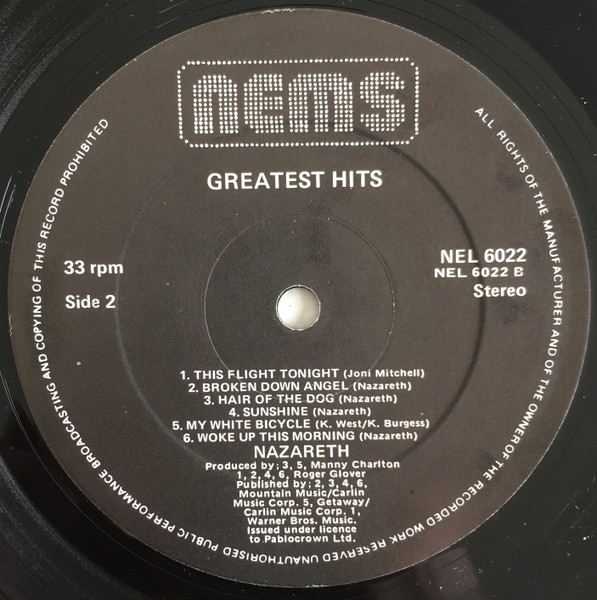 nems
GREATEST HITS
33 rpm
Side 2
NEL 6022
NEL 6022 B
Stereo
1. THIS FLIGHT TONIGHT (Joni Mitchell)
2. BROKEN DOWN ANGEL (Nazareth)
3. HAIR OF THE DOG (Nazareth)
4. SUNSHINE (Nazareth)
5. MY WHITE BICYCLE (K. West/K. Burgess)
6. WOKE UP THIS MORNING (Nazareth)
NAZARETH
Produced by: 3, 5, Manny Charlton
1, 2, 4, 6, Roger Glover
Published by: 2, 3, 4, 6,
Mountain Music/Carlin
Music Corp. 5, Getaway/
Carlin Music Corp. 1,
Warner Bros. Music.
Issued under licence
to Pablocrown Ltd.
ALL RIGHTS OF THE MANUFACTURER AND OF THE OWNER OF THE RECORDED WORK RESERVED UNAUTHORISED PUBLIC PERFORMANCE BROADCASTING AND COPYING OF THIS RECORD PROHIBITED